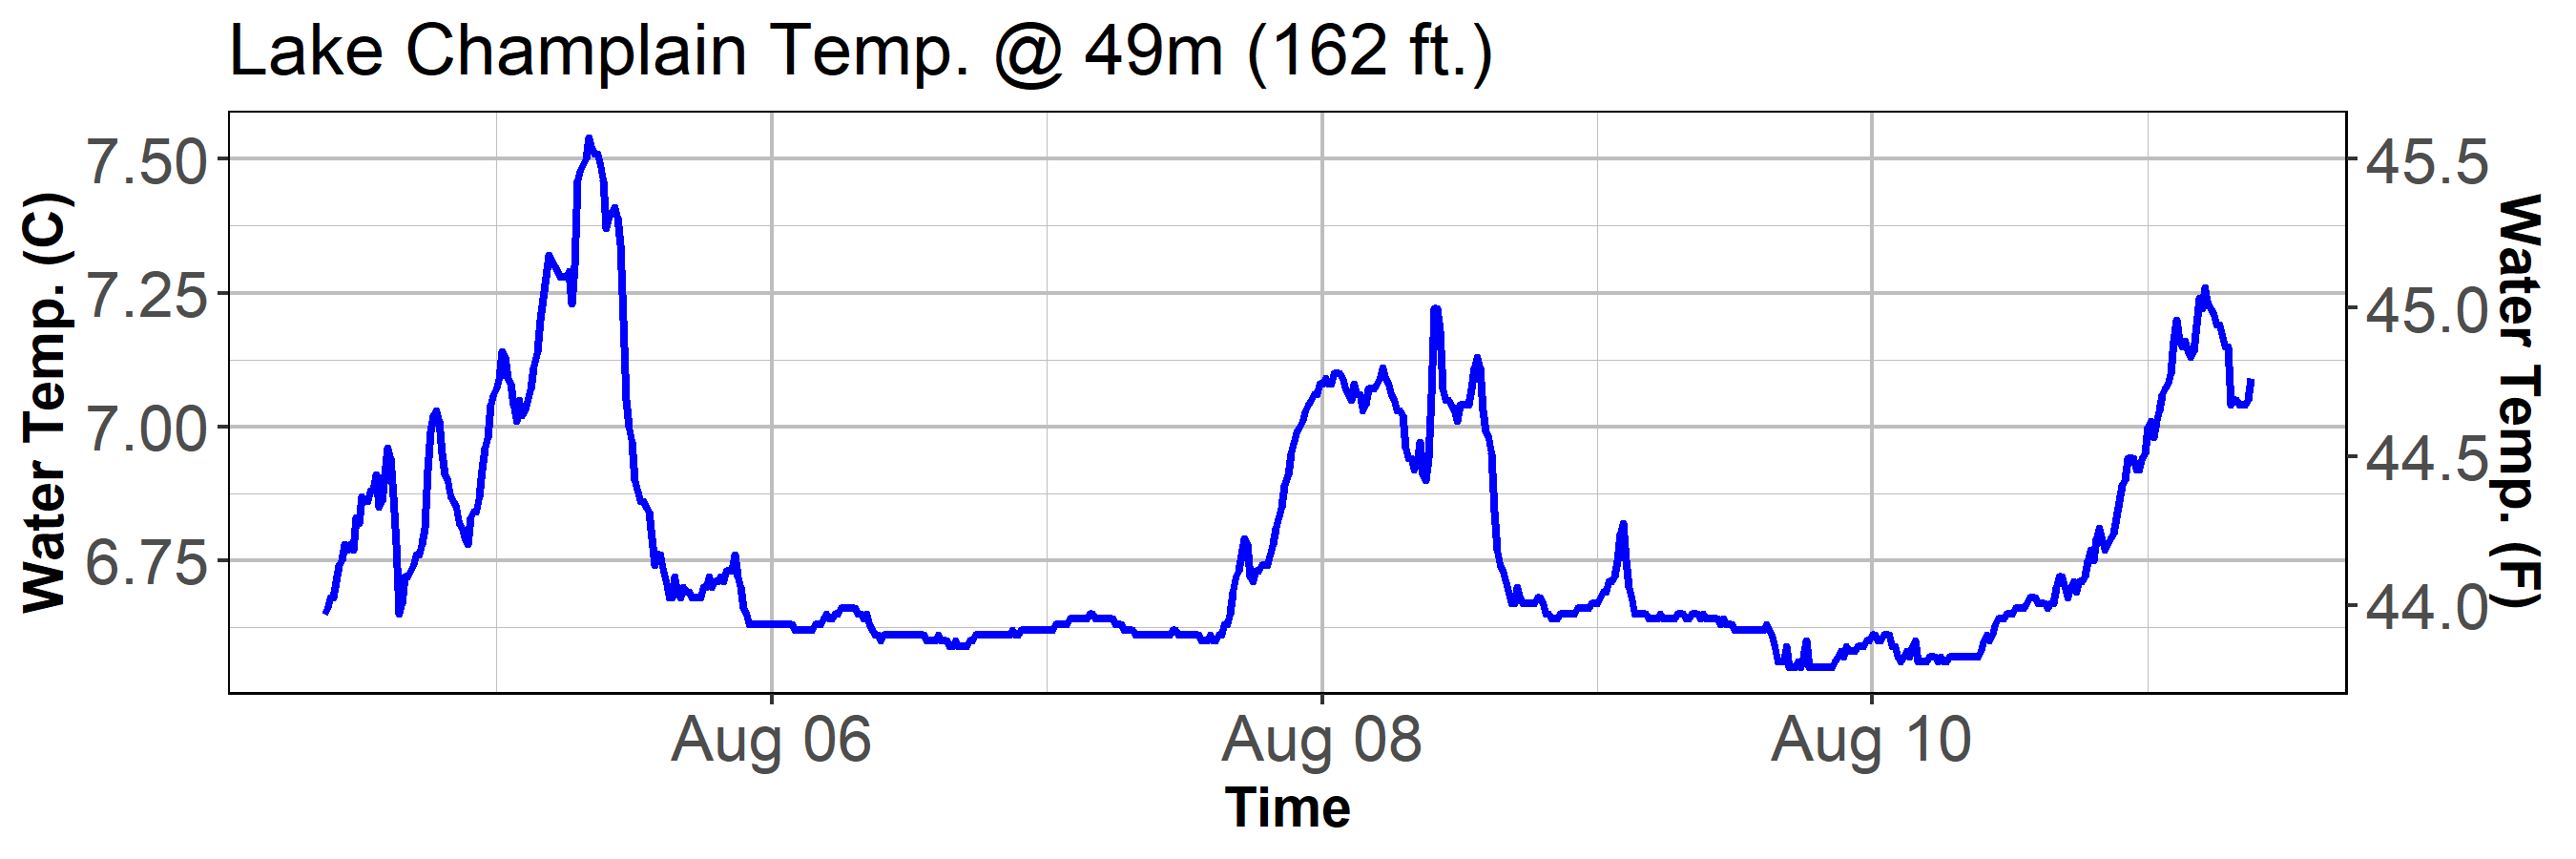 Lake Champlain Temp. @ 49m (162 ft.)
Water Temp. (C)
7.50
7.25
7.00
6.75
45.5
45.0
44.5
44.0
Water Temp. (F)
Aug 06
Aug 08
Aug 10
Time